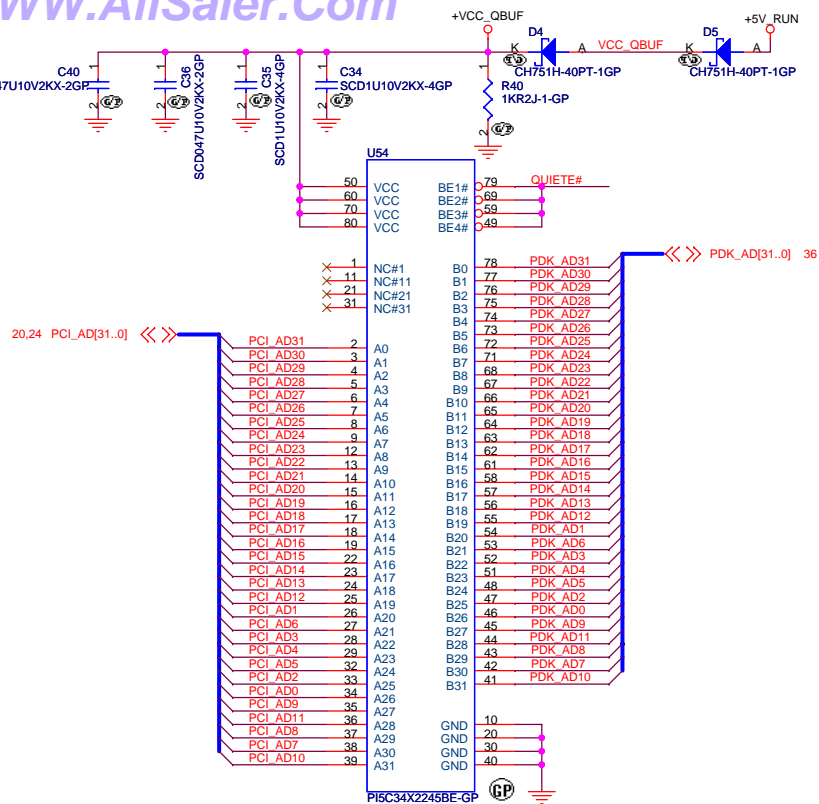 WWW.AllSaler.Com
+VCC_QBUF
+5V_RUN
D4
D5
K A VCC_QBUF K A
CH751H-40PT-1GP
CH751H-40PT-1GP
C40
47U10V2KX-2GP
C36
SCD047U10V2KX-2GP
C35
SCD1U10V2KX-4GP
C34
SCD1U10V2KX-4GP
R40
1KR2J-1-GP
1 2 1 2 1 2 1 2 1 2
G/P G/P G/P G/P G/P
U54
50 VCC BE1# 79 QUIETE#
60 VCC BE2# 69
70 VCC BE3# 59
80 VCC BE4# 49
1 NC#1
11 NC#11
21 NC#21
31 NC#31
20,24 PCI_AD[31..0]
PDK_AD[31..0] 36
B0 78 PDK_AD31
B1 77 PDK_AD30
B2 76 PDK_AD29
B3 75 PDK_AD28
B4 74 PDK_AD27
B5 73 PDK_AD26
B6 72 PDK_AD25
B7 71 PDK_AD24
B8 68 PDK_AD23
B9 67 PDK_AD22
B10 66 PDK_AD21
B11 65 PDK_AD20
B12 64 PDK_AD19
B13 63 PDK_AD18
B14 62 PDK_AD17
B15 61 PDK_AD16
B16 58 PDK_AD15
B17 57 PDK_AD14
B18 56 PDK_AD13
B19 55 PDK_AD12
B20 54 PDK_AD1
B21 53 PDK_AD6
B22 52 PDK_AD3
B23 51 PDK_AD4
B24 48 PDK_AD5
B25 47 PDK_AD2
B26 46 PDK_AD0
B27 45 PDK_AD9
B28 44 PDK_AD11
B29 43 PDK_AD8
B30 42 PDK_AD7
B31 41 PDK_AD10
PCI_AD31 2 A0
PCI_AD30 3 A1
PCI_AD29 4 A2
PCI_AD28 5 A3
PCI_AD27 6 A4
PCI_AD26 7 A5
PCI_AD25 8 A6
PCI_AD24 9 A7
PCI_AD23 12 A8
PCI_AD22 13 A9
PCI_AD21 14 A10
PCI_AD20 15 A11
PCI_AD19 16 A12
PCI_AD18 17 A13
PCI_AD17 18 A14
PCI_AD16 19 A15
PCI_AD15 22 A16
PCI_AD14 23 A17
PCI_AD13 24 A18
PCI_AD12 25 A19
PCI_AD1 26 A20
PCI_AD6 27 A21
PCI_AD3 28 A22
PCI_AD4 29 A23
PCI_AD5 32 A24
PCI_AD2 33 A25
PCI_AD0 34 A26
PCI_AD9 35 A27
PCI_AD11 36 A28
PCI_AD8 37 A29
PCI_AD7 38 A30
PCI_AD10 39 A31
GND 10
GND 20
GND 30
GND 40
PI5C34X2245BE-GP
GP